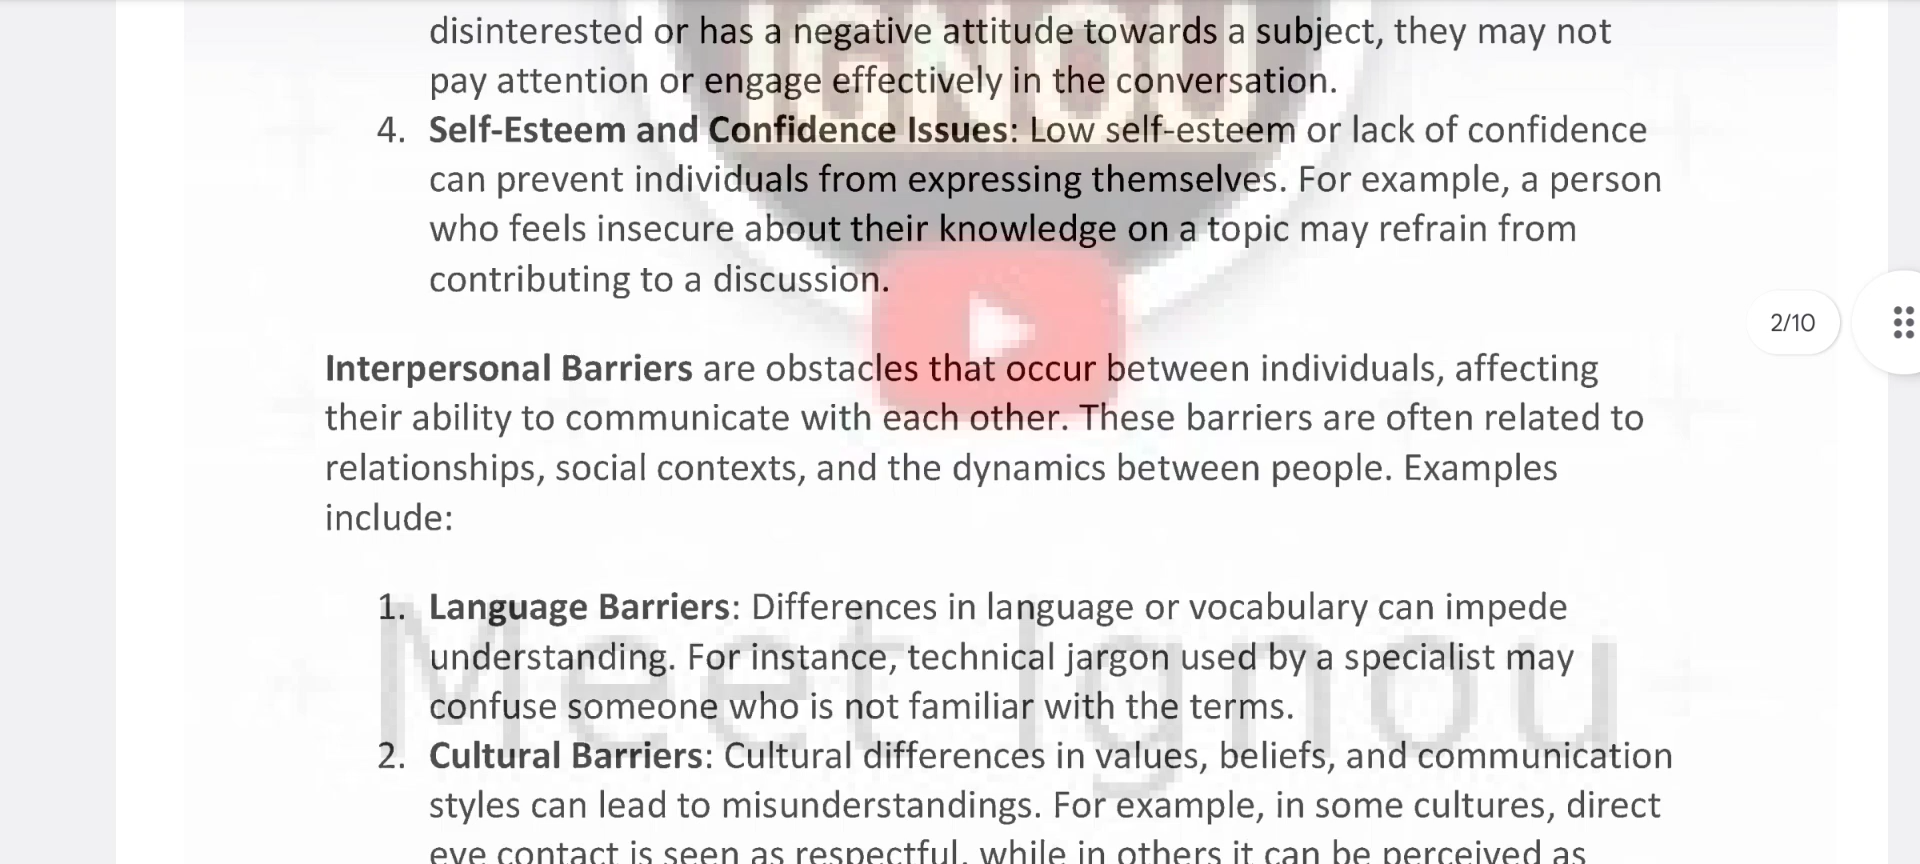 disinterested or has a negative attitude towards a subject, they may not
pay attention or engage effectively in the conversation.
4. Self-Esteem and Confidence Issues: Low self-esteem or lack of confidence
can prevent individuals from expressing themselves. For example, a person
who feels insecure about their knowledge on a topic may refrain from
contributing to a discussion.
2/10
Interpersonal Barriers are obstacles that occur between individuals, affecting
their ability to communicate with each other. These barriers are often related to
relationships, social contexts, and the dynamics between people. Examples
include:
1. Language Barriers: Differences in language or vocabulary can impede
understanding. For instance, technical jargon used by a specialist may
confuse someone who is not familiar with the terms.
2. Cultural Barriers: Cultural differences in values, beliefs, and communication
styles can lead to misunderstandings. For example, in some cultures, direct
eye contact is seen as respectful, while in others it can be perceived as
IGNOU
Meet Ignou